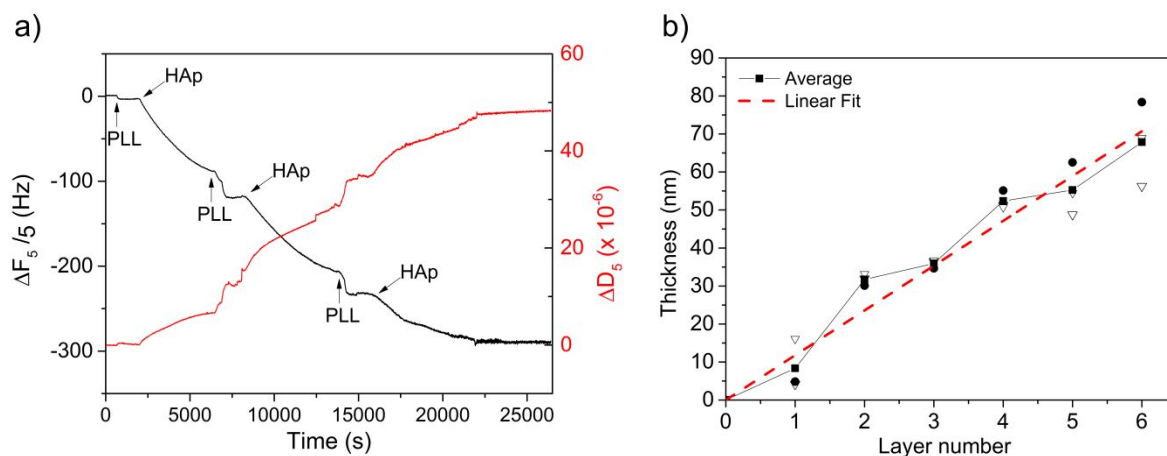 a)
HAp
PLL
HAp
PLL
HAp
PLL
0
-100
-200
-300
ΔF5/5 (Hz)
0
20
40
60
ΔD5 (x 10-6)
0 5000 10000 15000 20000 25000
Time (s)
b)
Average
Linear Fit
90
80
70
60
50
40
30
20
10
0
Thickness (nm)
0 1 2 3 4 5 6
Layer number